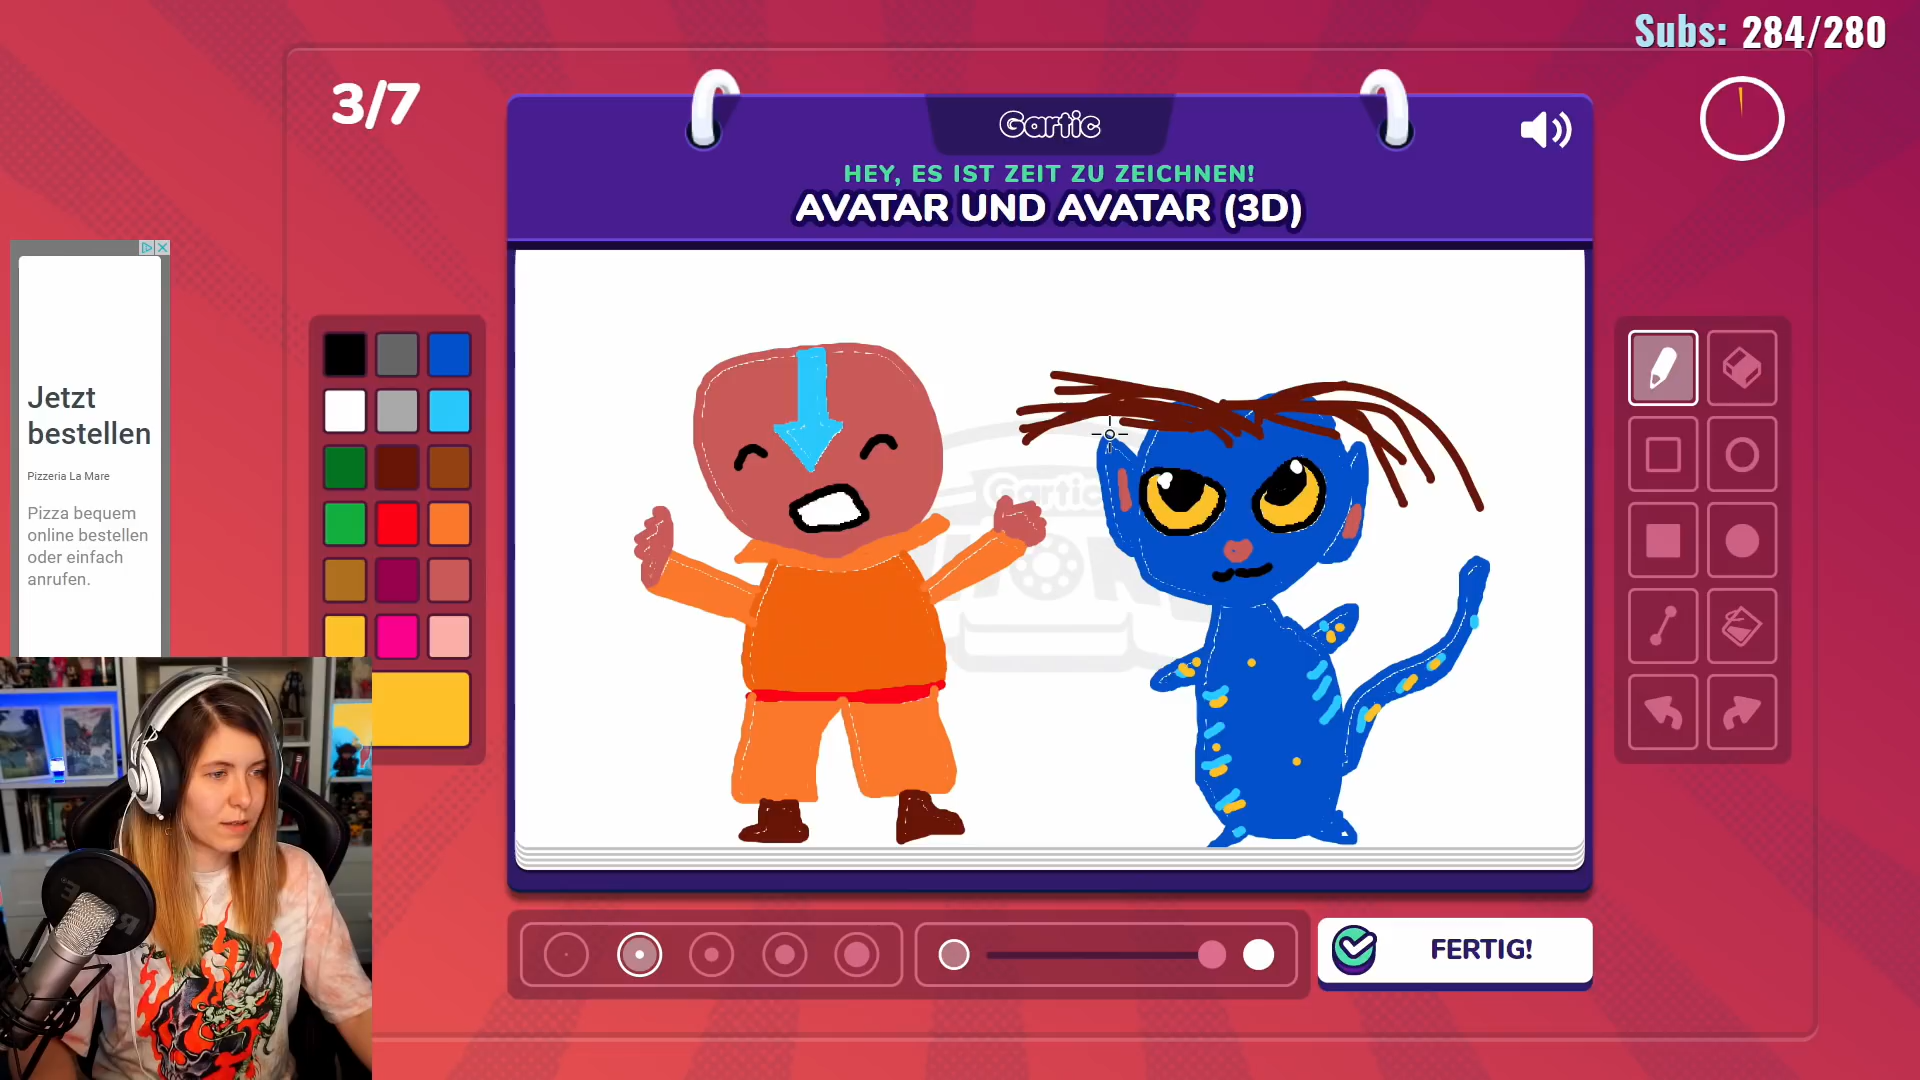 Subs: 284/280
3/7
Gartic
HEY, ES IST ZEIT ZU ZEICHNEN!
AVATAR UND AVATAR (3D)
Jetzt
bestellen
Pizzeria La Mare
Pizza bequem
online bestellen
oder einfach
anrufen.
Gartic
FERTIG!